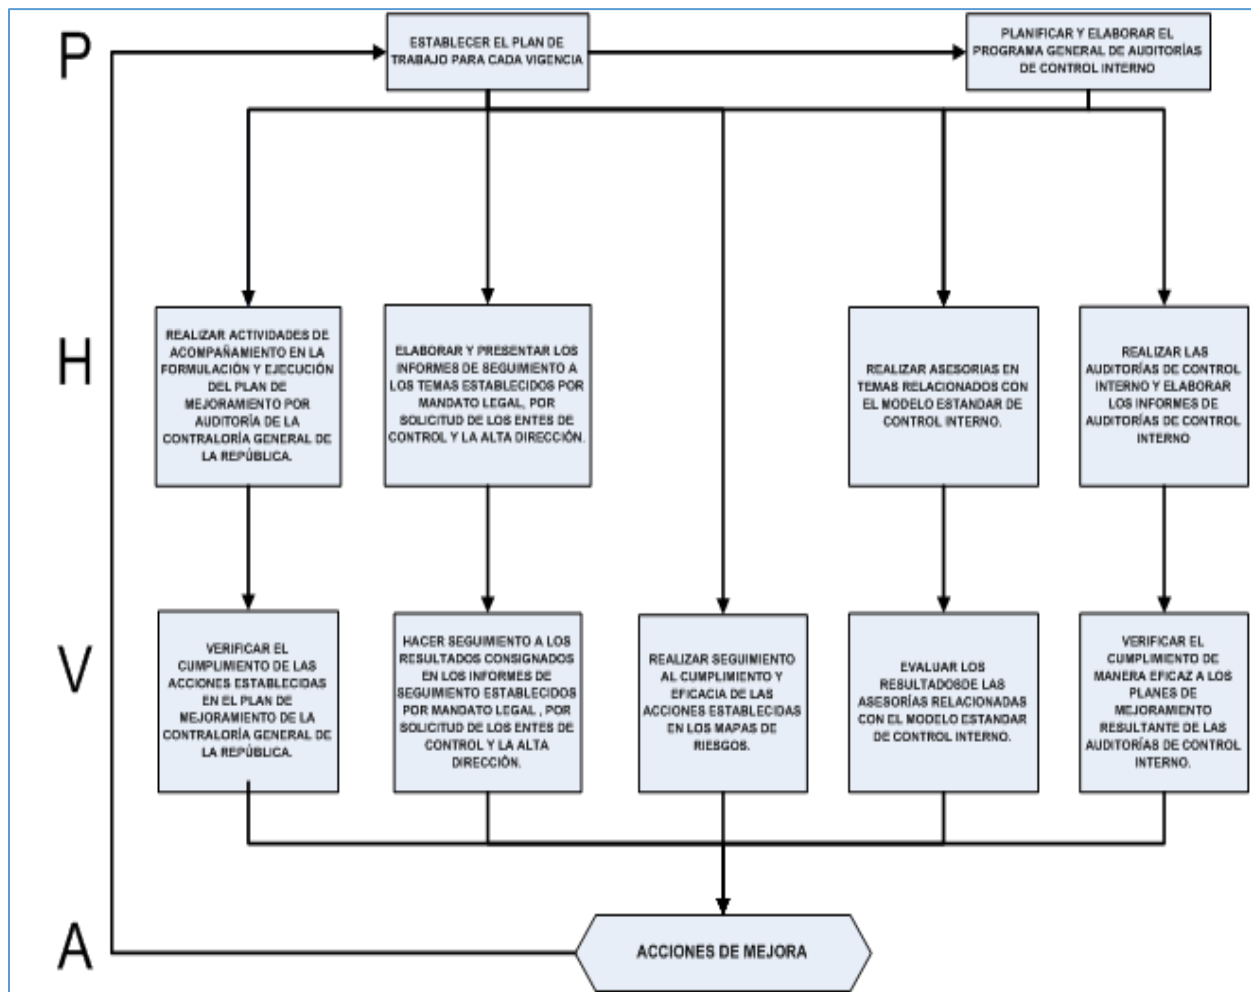 P
ESTABLECER EL PLAN DE
TRABAJO PARA CADA VIGENCIA
PLANIFICAR Y ELABORAR EL
PROGRAMA GENERAL DE AUDITORÍAS
DE CONTROL INTERNO
H
REALIZAR ACTIVIDADES DE
ACOMPAÑAMIENTO EN LA
FORMULACIÓN Y EJECUCIÓN
DEL PLAN DE
MEJORAMIENTO POR
AUDITORÍA DE LA
CONTRALORÍA GENERAL DE
LA REPÚBLICA.
ELABORAR Y PRESENTAR LOS
INFORMES DE SEGUIMIENTO A
LOS TEMAS ESTABLECIDOS POR
MANDATO LEGAL, POR
SOLICITUD DE LOS ENTES DE
CONTROL Y LA ALTA DIRECCIÓN.
REALIZAR ASESORIAS EN
TEMAS RELACIONADOS CON
EL MODELO ESTANDAR DE
CONTROL INTERNO.
REALIZAR LAS
AUDITORÍAS DE CONTROL
INTERNO Y ELABORAR
LOS INFORMES DE
AUDITORÍAS DE CONTROL
INTERNO
V
VERIFICAR EL
CUMPLIMIENTO DE LAS
ACCIONES ESTABLECIDAS
EN EL PLAN DE
MEJORAMIENTO DE LA
CONTRALORÍA GENERAL DE
LA REPÚBLICA.
HACER SEGUIMIENTO A LOS
RESULTADOS CONSIGNADOS
EN LOS INFORMES DE
SEGUIMIENTO ESTABLECIDOS
POR MANDATO LEGAL , POR
SOLICITUD DE LOS ENTES DE
CONTROL Y LA ALTA
DIRECCIÓN.
REALIZAR SEGUIMIENTO
AL CUMPLIMIENTO Y
EFICACIA DE LAS
ACCIONES ESTABLECIDAS
EN LOS MAPAS DE
RIESGOS.
EVALUAR LOS
RESULTADOSDE LAS
ASESORÍAS RELACIONADAS
CON EL MODELO ESTANDAR
DE CONTROL INTERNO.
VERIFICAR EL
CUMPLIMIENTO DE
MANERA EFICAZ A LOS
PLANES DE
MEJORAMIENTO
RESULTANTE DE LAS
AUDITORÍAS DE CONTROL
INTERNO.
A
ACCIONES DE MEJORA